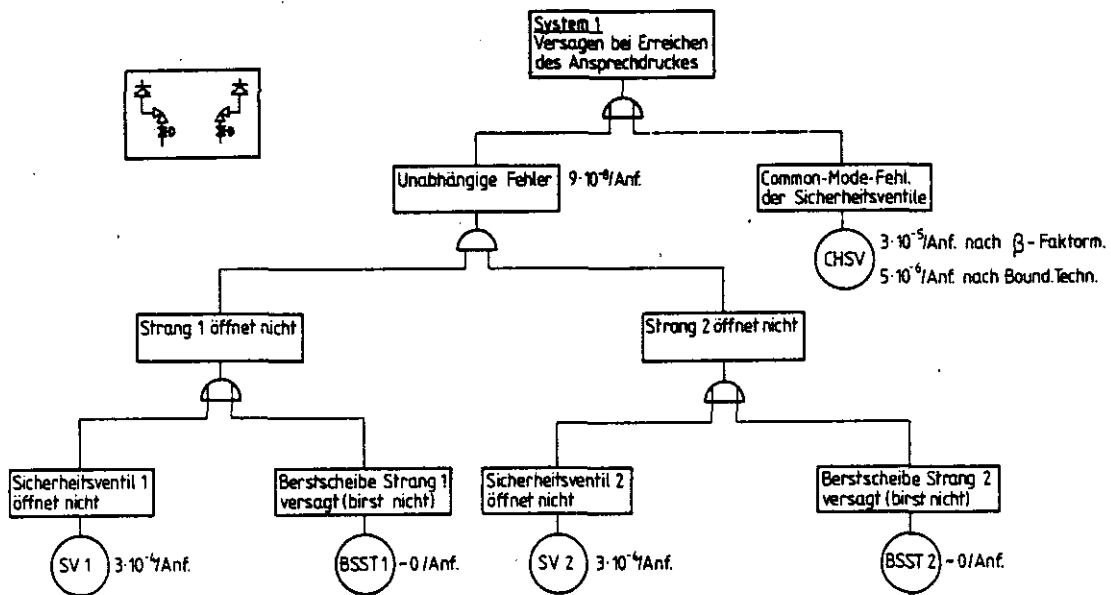 System 1
Versagen bei Erreichen
des Ansprechdruckes
Unabhängige Fehler
9·10⁻⁸/Anf.
Common-Mode-Fehl.
der Sicherheitsventile
CHSV
3·10⁻⁵/Anf. nach β-Faktorm.
5·10⁻⁶/Anf. nach Bound.Techn.
Strang 1 öffnet nicht
Strang 2 öffnet nicht
Sicherheitsventil 1
öffnet nicht
Berstscheibe Strang 1
versagt (birst nicht)
Sicherheitsventil 2
öffnet nicht
Berstscheibe Strang 2
versagt (birst nicht)
SV 1
3·10⁻⁴/Anf.
BSST 1
~0/Anf.
SV 2
3·10⁻⁴/Anf.
BSST 2
~0/Anf.